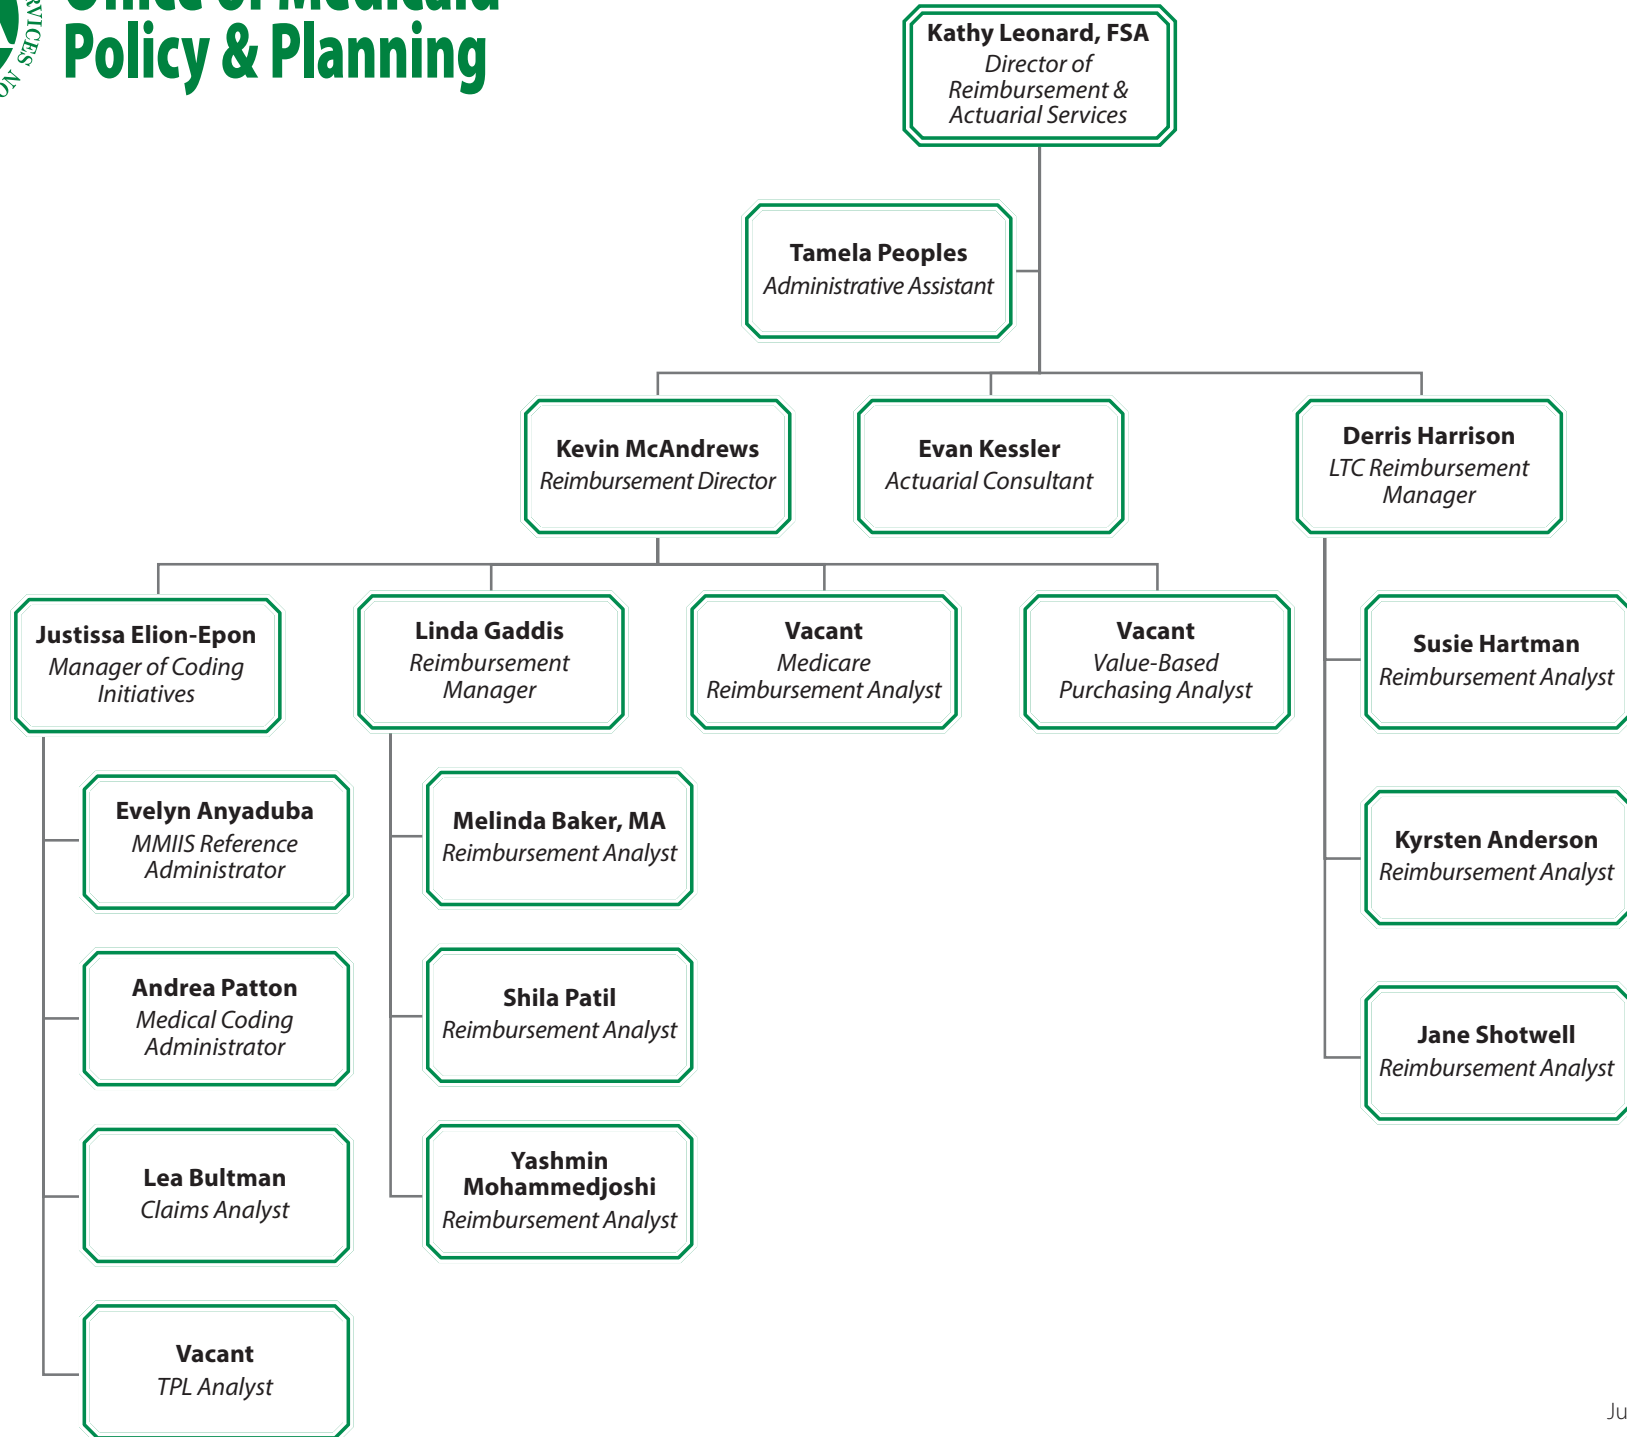 Office of Medicaid
Policy & Planning
Kathy Leonard, FSA
Director of
Reimbursement &
Actuarial Services
Tamela Peoples
Administrative Assistant
Kevin McAndrews
Reimbursement Director
Evan Kessler
Actuarial Consultant
Derris Harrison
LTC Reimbursement
Manager
Justissa Elion-Epon
Manager of Coding
Initiatives
Linda Gaddis
Reimbursement
Manager
Vacant
Medicare
Reimbursement Analyst
Vacant
Value-Based
Purchasing Analyst
Susie Hartman
Reimbursement Analyst
Evelyn Anyaduba
MMIIS Reference
Administrator
Melinda Baker, MA
Reimbursement Analyst
Kyrsten Anderson
Reimbursement Analyst
Andrea Patton
Medical Coding
Administrator
Shila Patil
Reimbursement Analyst
Jane Shotwell
Reimbursement Analyst
Lea Bultman
Claims Analyst
Yashmin
Mohammedjoshi
Reimbursement Analyst
Vacant
TPL Analyst